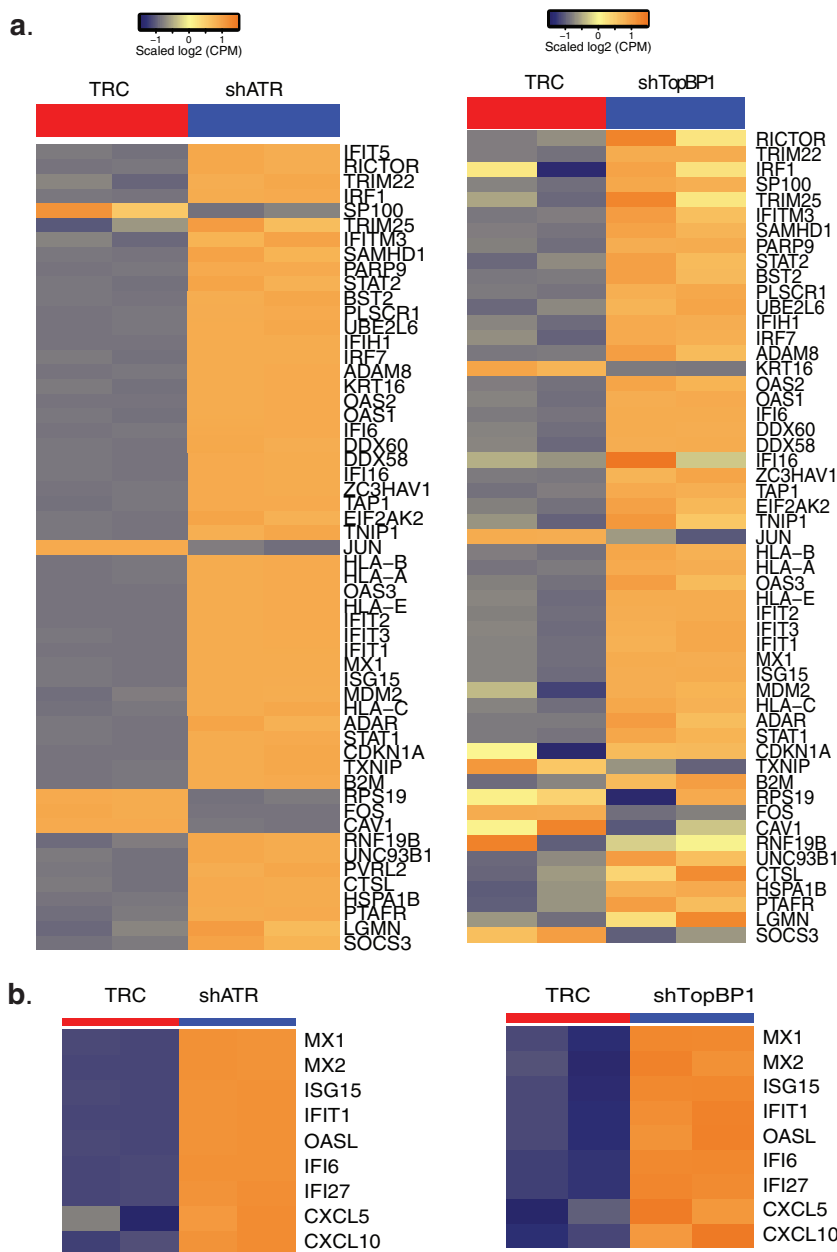 a.
−1 0 1
Scaled log2 (CPM)
TRC shATR
IFIT5
RICTOR
TRIM22
IRF1
SP100
TRIM25
IFITM3
SAMHD1
PARP9
STAT2
BST2
PLSCR1
UBE2L6
IFIH1
IRF7
ADAM8
KRT16
OAS2
OAS1
IFI6
DDX60
DDX58
IFI16
ZC3HAV1
TAP1
EIF2AK2
TNIP1
JUN
HLA−B
HLA−A
OAS3
HLA−E
IFIT2
IFIT3
IFIT1
MX1
ISG15
MDM2
HLA−C
ADAR
STAT1
CDKN1A
TXNIP
B2M
RPS19
FOS
CAV1
RNF19B
UNC93B1
PVRL2
CTSL
HSPA1B
PTAFR
LGMN
SOCS3
−1 0 1
Scaled log2 (CPM)
TRC shTopBP1
RICTOR
TRIM22
IRF1
SP100
TRIM25
IFITM3
SAMHD1
PARP9
STAT2
BST2
PLSCR1
UBE2L6
IFIH1
IRF7
ADAM8
KRT16
OAS2
OAS1
IFI6
DDX60
DDX58
IFI16
ZC3HAV1
TAP1
EIF2AK2
TNIP1
JUN
HLA−B
HLA−A
OAS3
HLA−E
IFIT2
IFIT3
IFIT1
MX1
ISG15
MDM2
HLA−C
ADAR
STAT1
CDKN1A
TXNIP
B2M
RPS19
FOS
CAV1
RNF19B
UNC93B1
CTSL
HSPA1B
PTAFR
LGMN
SOCS3
b.
TRC shATR
MX1
MX2
ISG15
IFIT1
OASL
IFI6
IFI27
CXCL5
CXCL10
TRC shTopBP1
MX1
MX2
ISG15
IFIT1
OASL
IFI6
IFI27
CXCL5
CXCL10